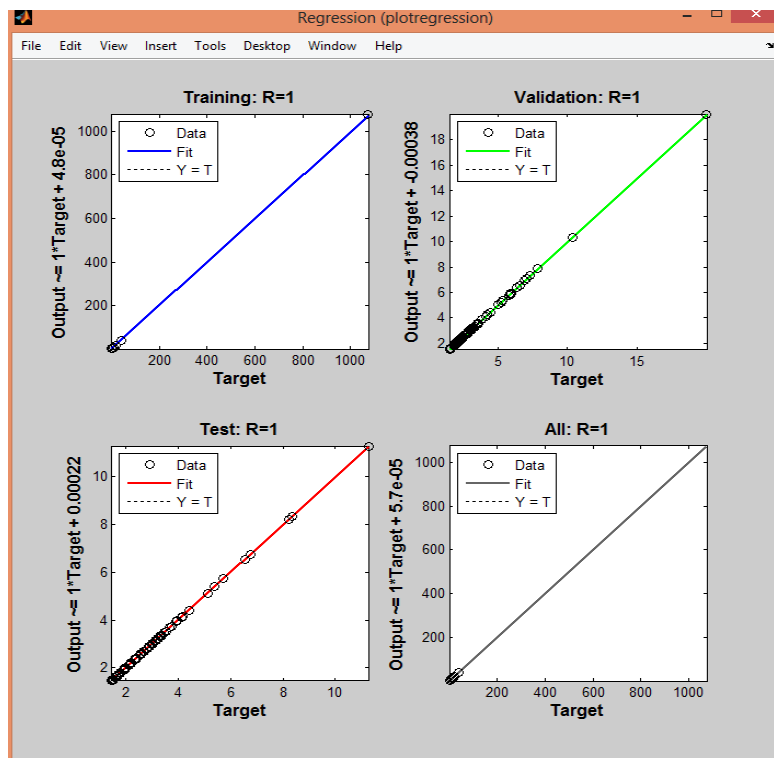 Regression (plotregression)
File Edit View Insert Tools Desktop Window Help
Training: R=1
Output ~= 1*Target + 4.8e-05
1000
800
600
400
200
Data
Fit
Y = T
200 400 600 800 1000
Target
Validation: R=1
Output ~= 1*Target + -0.00038
18
16
14
12
10
8
6
4
2
Data
Fit
Y = T
5 10 15
Target
Test: R=1
Output ~= 1*Target + 0.00022
10
8
6
4
2
Data
Fit
Y = T
2 4 6 8 10
Target
All: R=1
Output ~= 1*Target + 5.7e-05
1000
800
600
400
200
Data
Fit
Y = T
200 400 600 800 1000
Target